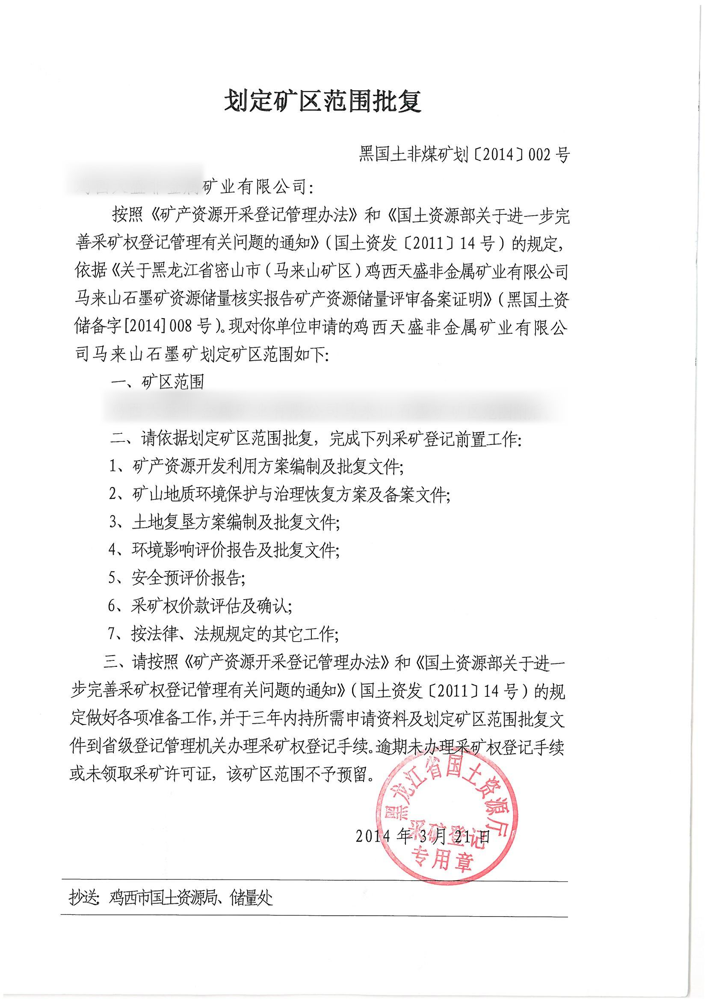 划定矿区范围批复
黑国土非煤矿划〔2014〕002 号
矿业有限公司:
按照《矿产资源开采登记管理办法》和《国土资源部关于进一步完
善采矿权登记管理有关问题的通知》(国土资发〔2011〕14 号)的规定,
依据《关于黑龙江省密山市(马来山矿区)鸡西天盛非金属矿业有限公司
马来山石墨矿资源储量核实报告矿产资源储量评审备案证明》(黑国土资
储备字[2014]008 号)。现对你单位申请的鸡西天盛非金属矿业有限公
司马来山石墨矿划定矿区范围如下:
一、矿区范围
二、请依据划定矿区范围批复, 完成下列采矿登记前置工作:
1、矿产资源开发利用方案编制及批复文件;
2、矿山地质环境保护与治理恢复方案及备案文件;
3、土地复垦方案编制及批复文件;
4、环境影响评价报告及批复文件;
5、安全预评价报告;
6、采矿权价款评估及确认;
7、按法律、法规规定的其它工作;
三、请按照《矿产资源开采登记管理办法》和《国土资源部关于进一
步完善采矿权登记管理有关问题的通知》(国土资发〔2011〕14 号)的规
定做好各项准备工作,并于三年内持所需申请资料及划定矿区范围批复文
件到省级登记管理机关办理采矿权登记手续。逾期未办理采矿权登记手续
或未领取采矿许可证, 该矿区范围不予预留。
黑龙江省国土资源厅
2014 年 3 月 21 日
采矿登记
专用章
抄送: 鸡西市国土资源局、储量处